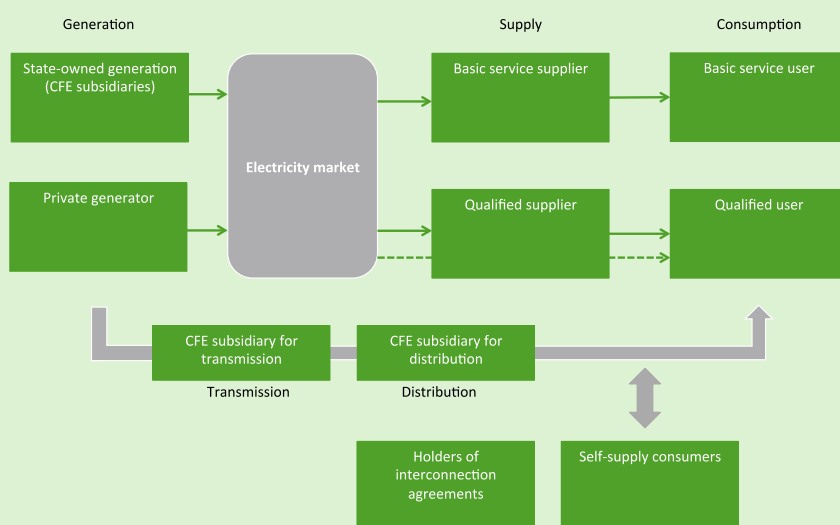 Generation
Supply
Consumption
State-owned generation
(CFE subsidiaries)
Basic service supplier
Basic service user
Electricity market
Private generator
Qualified supplier
Qualified user
CFE subsidiary for
transmission
CFE subsidiary for
distribution
Transmission
Distribution
Holders of
interconnection
agreements
Self-supply consumers